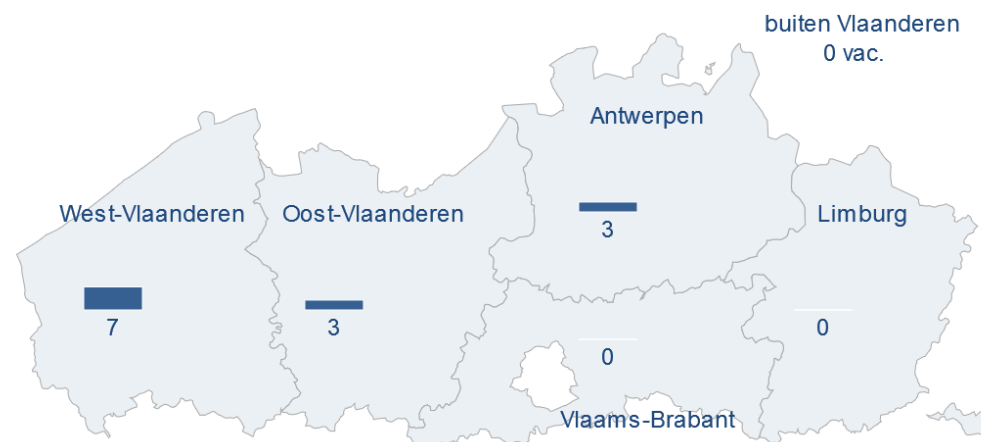 buiten Vlaanderen
0 vac.
Antwerpen
3
West-Vlaanderen
7
Oost-Vlaanderen
3
Limburg
0
0
Vlaams-Brabant